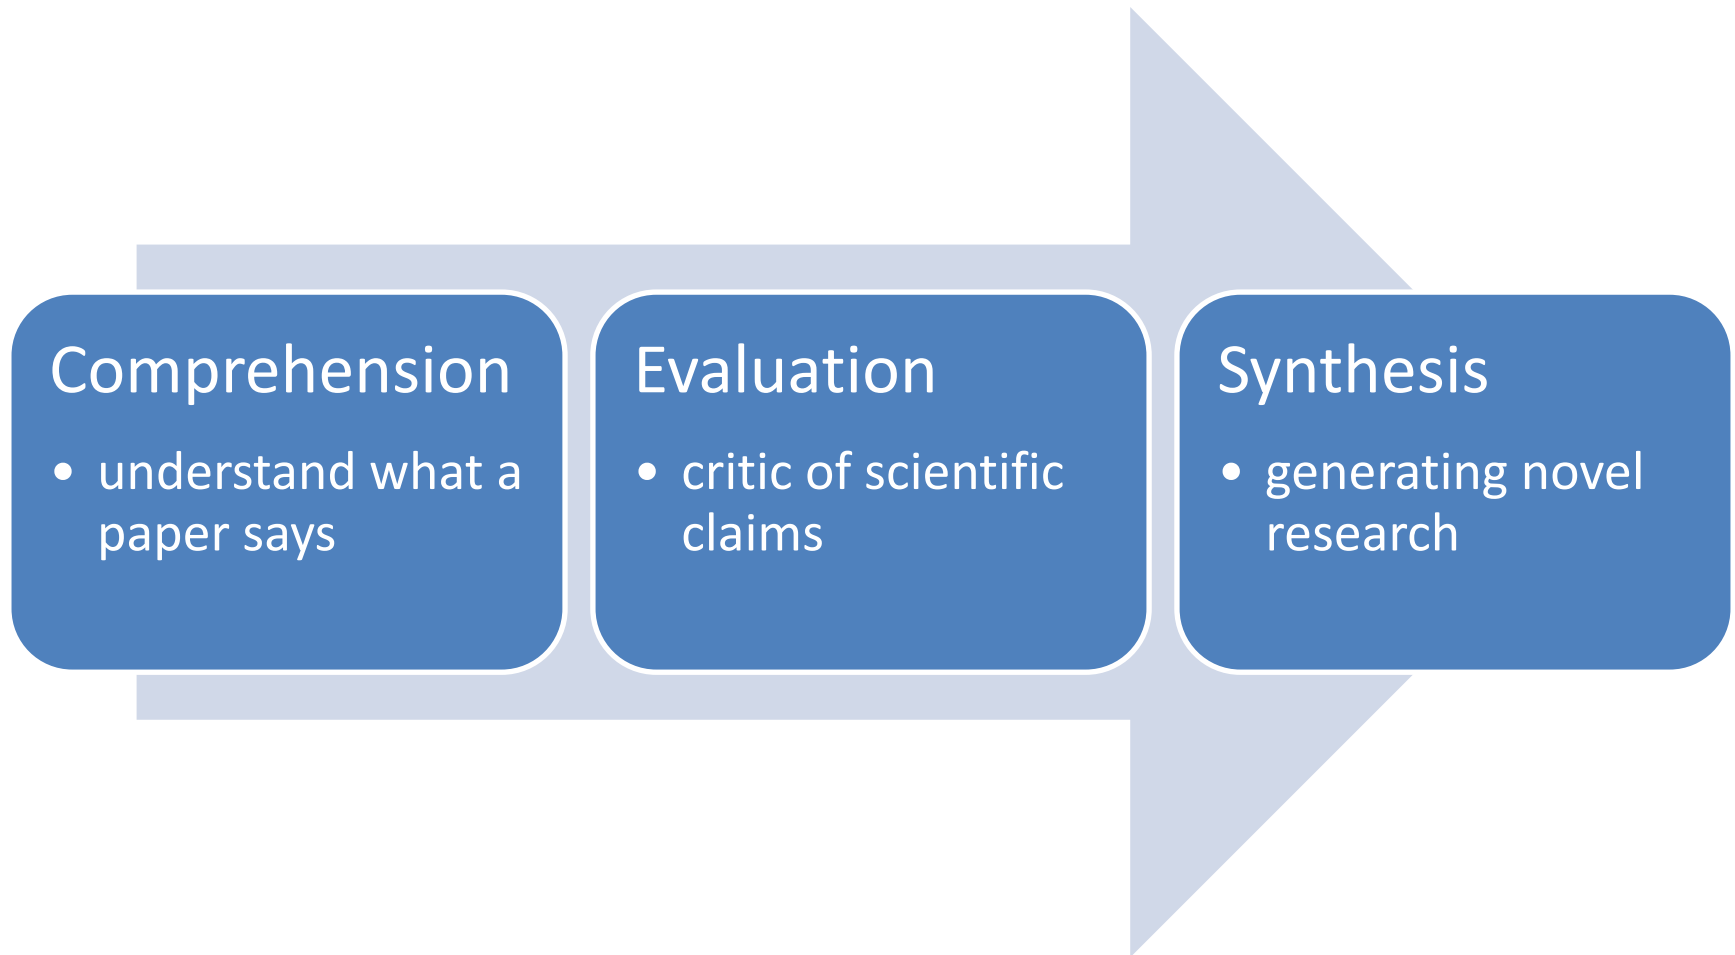 Comprehension
• understand what a
paper says
Evaluation
• critic of scientific
claims
Synthesis
• generating novel
research